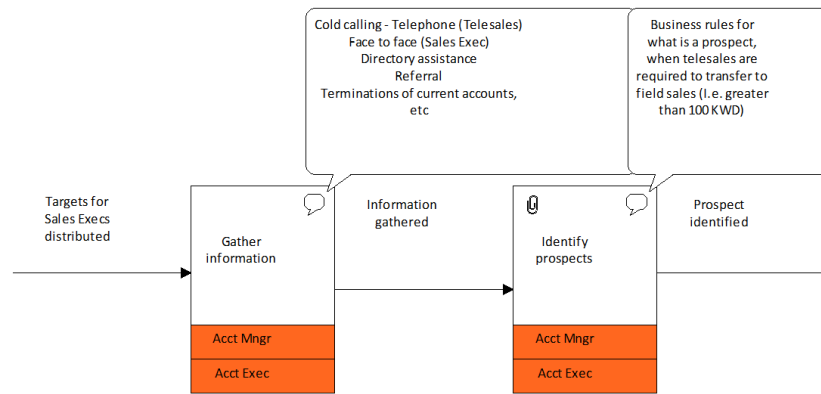 Cold calling - Telephone (Telesales)
Face to face (Sales Exec)
Directory assistance
Referral
Terminations of current accounts,
etc
Business rules for
what is a prospect,
when telesales are
required to transfer to
field sales (I.e. greater
than 100 KWD)
Targets for
Sales Execs
distributed
Gather
information
Acct Mngr
Acct Exec
Information
gathered
Identify
prospects
Acct Mngr
Acct Exec
Prospect
identified